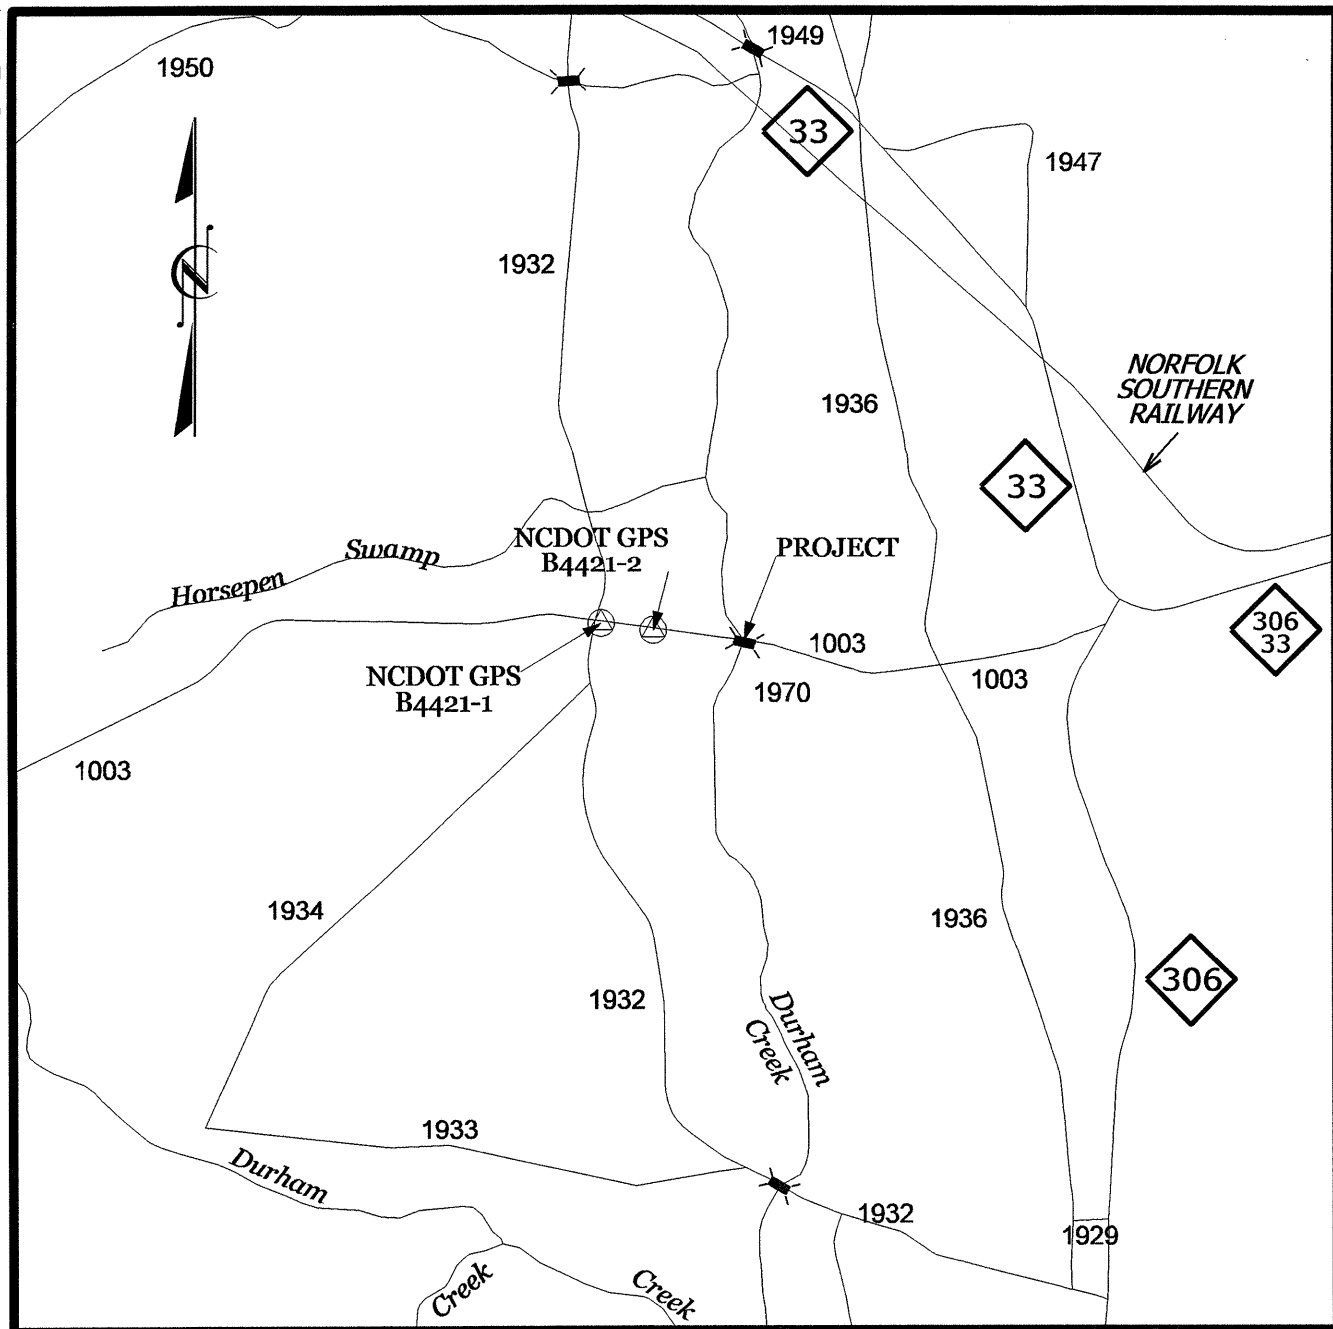 1949
1950
33
1947
1932
NORFOLK
SOUTHERN
RAILWAY
1936
33
NCDOT GPS
B4421-2
PROJECT
Horsepen Swamp
306
33
1003
1003
NCDOT GPS
B4421-1
1970
1003
1934
1936
306
1932
Durham
Creek
1933
Durham
1932
1929
Creek
Creek
N